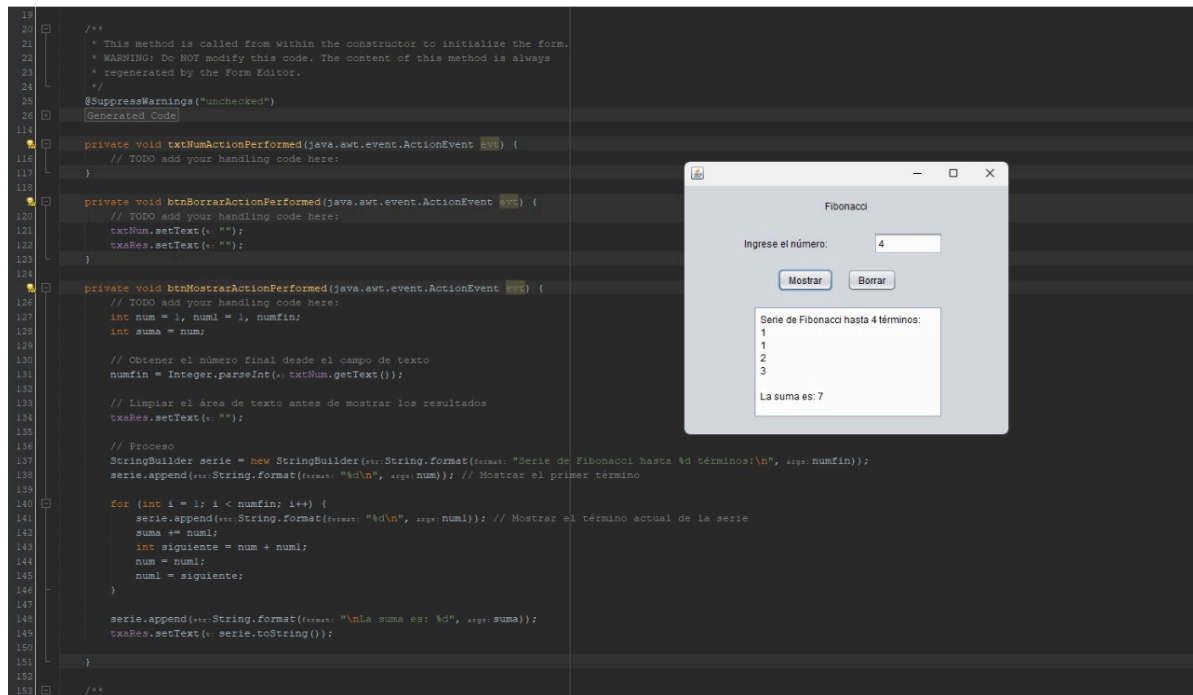 19
20 /**
21 * This method is called from within the constructor to initialize the form.
22 * WARNING: Do NOT modify this code. The content of this method is always
23 * regenerated by the Form Editor.
24 */
25 @SuppressWarnings("unchecked")
26 Generated Code
114
private void txtNumActionPerformed(java.awt.event.ActionEvent evt) {
116 // TODO add your handling code here:
117 }
118
private void btnBorrarActionPerformed(java.awt.event.ActionEvent evt) {
120 // TODO add your handling code here:
121 txtNum.setText(t: "");
122 txaRes.setText(t: "");
123 }
124
private void btnMostrarActionPerformed(java.awt.event.ActionEvent evt) {
126 // TODO add your handling code here:
127 int num = 1, num1 = 1, numfin;
128 int suma = num;
129
130 // Obtener el número final desde el campo de texto
131 numfin = Integer.parseInt(s: txtNum.getText());
132
133 // Limpiar el área de texto antes de mostrar los resultados
134 txaRes.setText(t: "");
135
136 // Proceso
137 StringBuilder serie = new StringBuilder(str:String.format(format: "Serie de Fibonacci hasta %d términos:\n", args: numfin));
138 serie.append(str:String.format(format: "%d\n", args: num)); // Mostrar el primer término
139
140 for (int i = 1; i < numfin; i++) {
141 serie.append(str:String.format(format: "%d\n", args: num1)); // Mostrar el término actual de la serie
142 suma += num1;
143 int siguiente = num + num1;
144 num = num1;
145 num1 = siguiente;
146 }
147
148 serie.append(str:String.format(format: "\nLa suma es: %d", args: suma));
149 txaRes.setText(t: serie.toString());
150
151 }
152
153 /**
Fibonacci
Ingrese el número: 4
Mostrar Borrar
Serie de Fibonacci hasta 4 términos:
1
1
2
3
La suma es: 7